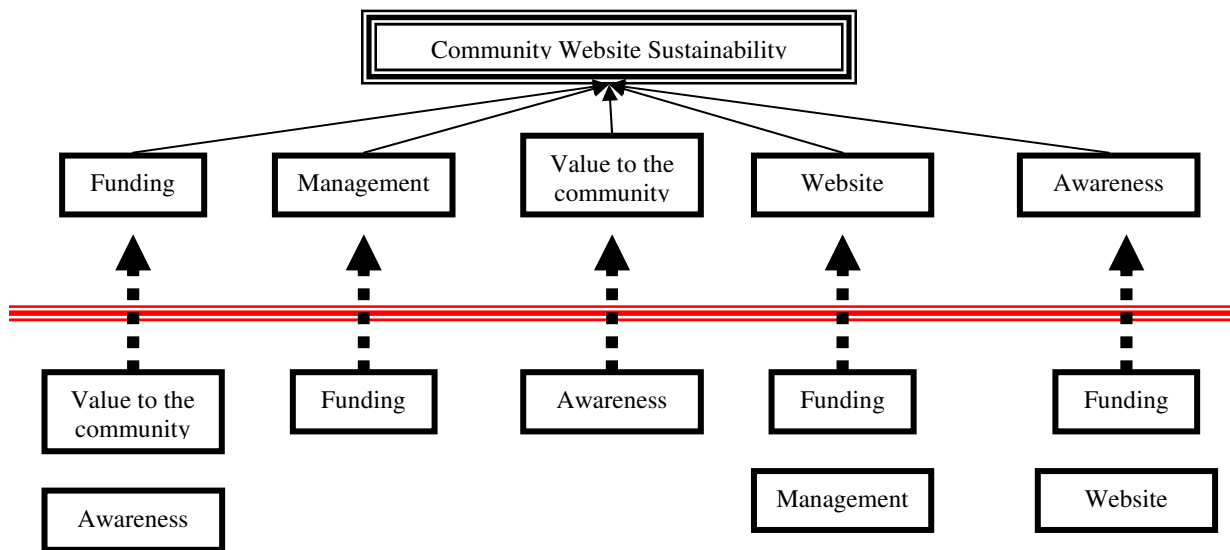 Community Website Sustainability
Funding
Management
Value to the
community
Website
Awareness
Value to the
community
Funding
Awareness
Funding
Funding
Awareness
Management
Website